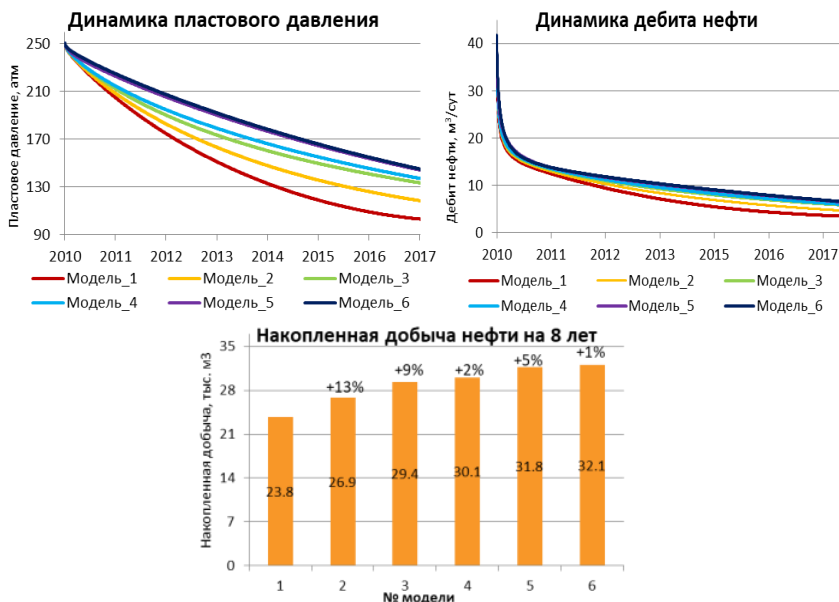 Динамика пластового давления
Пластовое давление, атм
250
210
170
130
90
2010 2011 2012 2013 2014 2015 2016 2017
Модель_1 Модель_2 Модель_3
Модель_4 Модель_5 Модель_6
Динамика дебита нефти
Дебит нефти, м³/сут
40
30
20
10
0
2010 2011 2012 2013 2015 2016 2017
Модель_1 Модель_2 Модель_3
Модель_4 Модель_5 Модель_6
Накопленная добыча нефти на 8 лет
Накопленная добыча, тыс. м3
35
28
21
14
7
0
+13% +9% +2% +5% +1%
23.8 26.9 29.4 30.1 31.8 32.1
1 2 3 4 5 6
№ модели